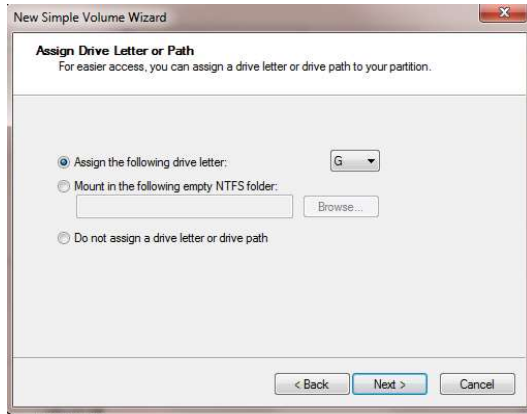 New Simple Volume Wizard
Assign Drive Letter or Path
For easier access, you can assign a drive letter or drive path to your partition.
Assign the following drive letter: G
Mount in the following empty NTFS folder:
Browse...
Do not assign a drive letter or drive path
< Back Next > Cancel